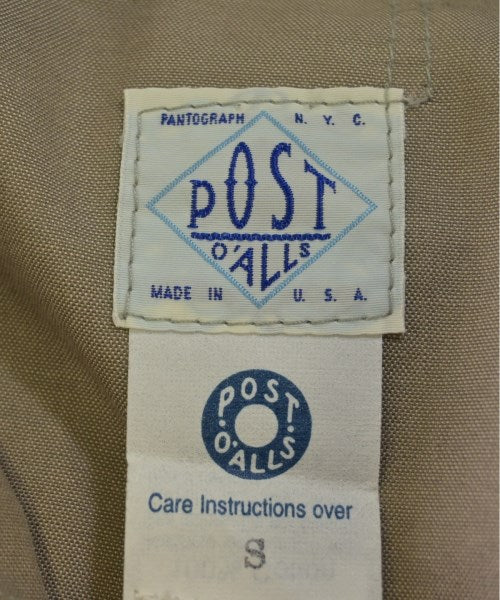 PANTOGRAPH N. Y. C.
POST
O'ALLS
MADE IN U. S. A.
POST
O'ALLS
Care Instructions over
S